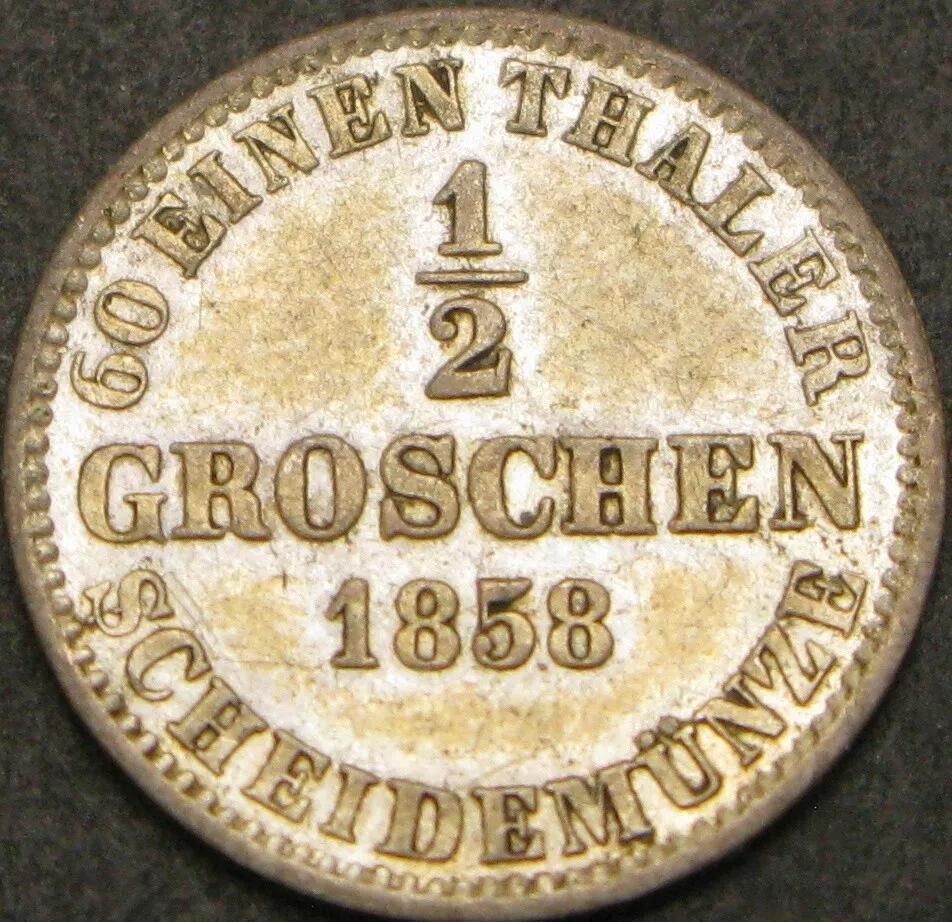 60 EINEN THALER
1/2
GROSCHEN
1858
SCHEIDEMÜNZE